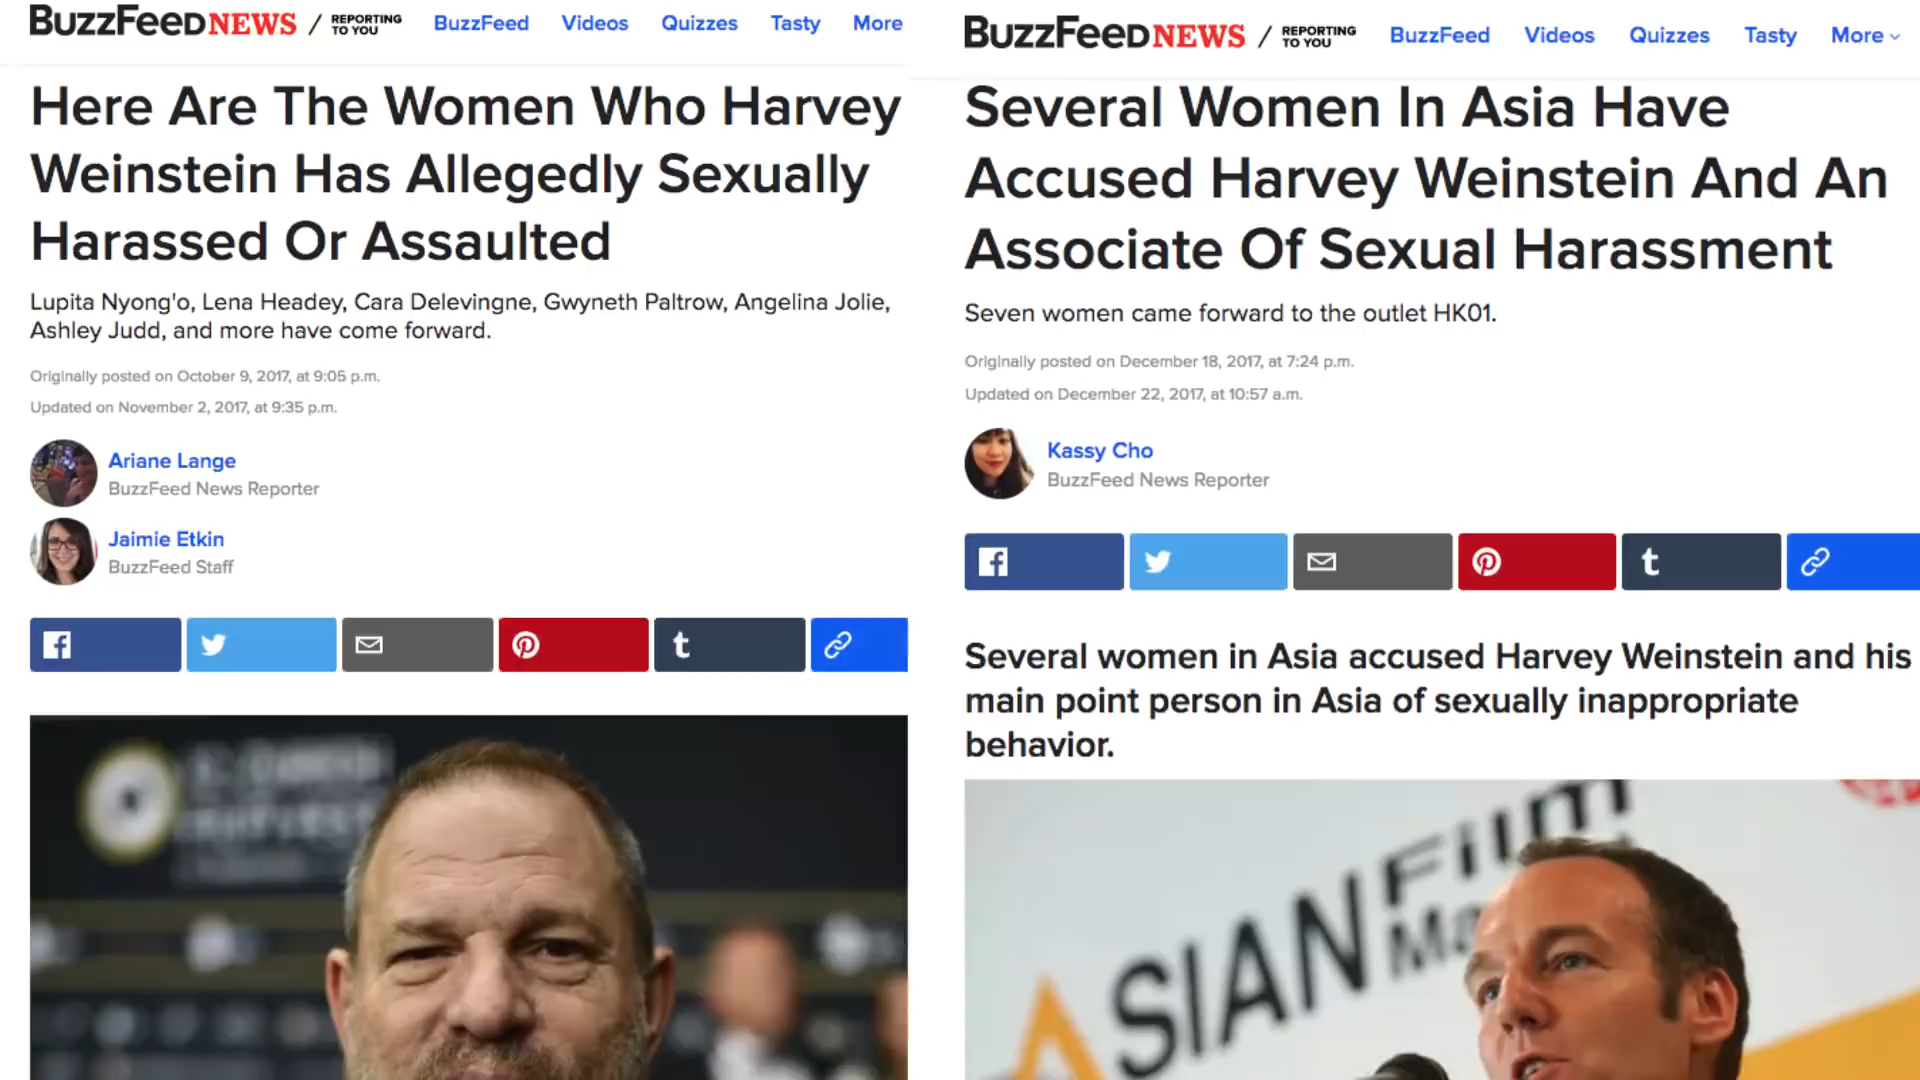 BuzzFeedNEWS / REPORTING TO YOU BuzzFeed Videos Quizzes Tasty More
Here Are The Women Who Harvey
Weinstein Has Allegedly Sexually
Harassed Or Assaulted
Lupita Nyong'o, Lena Headey, Cara Delevingne, Gwyneth Paltrow, Angelina Jolie,
Ashley Judd, and more have come forward.
Originally posted on October 9, 2017, at 9:05 p.m.
Updated on November 2, 2017, at 9:35 p.m.
Ariane Lange
BuzzFeed News Reporter
Jaimie Etkin
BuzzFeed Staff
BuzzFeedNEWS / REPORTING TO YOU BuzzFeed Videos Quizzes Tasty More
Several Women In Asia Have
Accused Harvey Weinstein And An
Associate Of Sexual Harassment
Seven women came forward to the outlet HK01.
Originally posted on December 18, 2017, at 7:24 p.m.
Updated on December 22, 2017, at 10:57 a.m.
Kassy Cho
BuzzFeed News Reporter
Several women in Asia accused Harvey Weinstein and his
main point person in Asia of sexually inappropriate
behavior.
ASIAN FILM